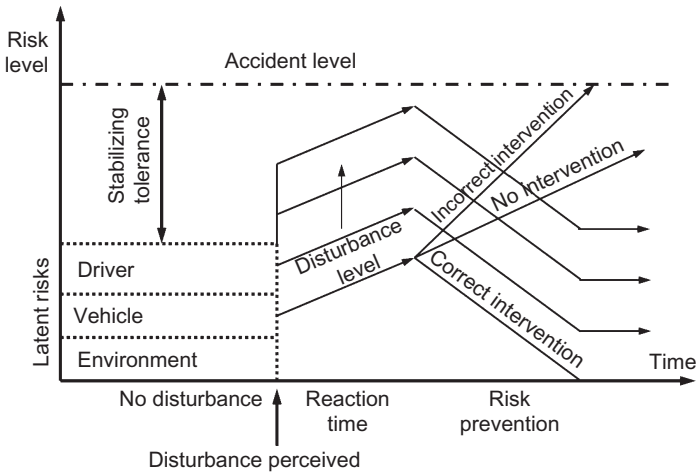 Risk
level
Accident level
Stabilizing
tolerance
Incorrect intervention
No intervention
Disturbance
level
Correct intervention
Latent risks
Driver
Vehicle
Environment
Time
No disturbance
Reaction
time
Risk
prevention
Disturbance perceived